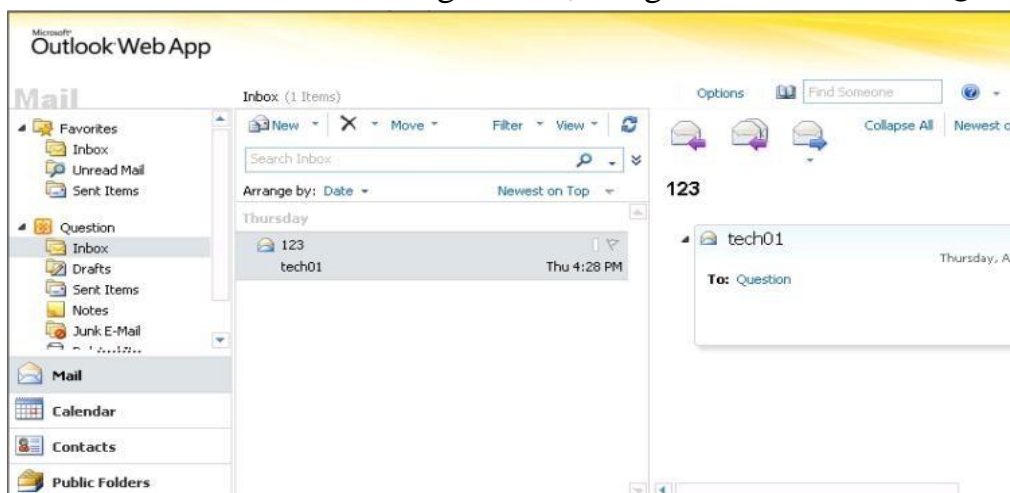 Microsoft®
Outlook Web App
Mail
Inbox (1 Items)
Options
Find Someone
Favorites
Inbox
Unread Mail
Sent Items
Question
Inbox
Drafts
Sent Items
Notes
Junk E-Mail
Mail
Calendar
Contacts
Public Folders
New
Move
Filter
View
Search Inbox
Arrange by: Date
Newest on Top
Thursday
123
tech01 Thu 4:28 PM
Collapse All Newest
123
tech01
Thursday, A
To: Question